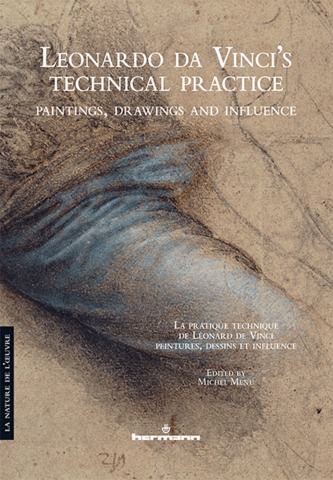 LEONARDO DA VINCI'S
TECHNICAL PRACTICE
PAINTINGS, DRAWINGS AND INFLUENCE
LA PRATIQUE TECHNIQUE
DE LÉONARD DE VINCI
PEINTURES, DESSINS ET INFLUENCE
EDITED BY
MICHEL MENU
LA NATURE DE L'ŒUVRE
hermann